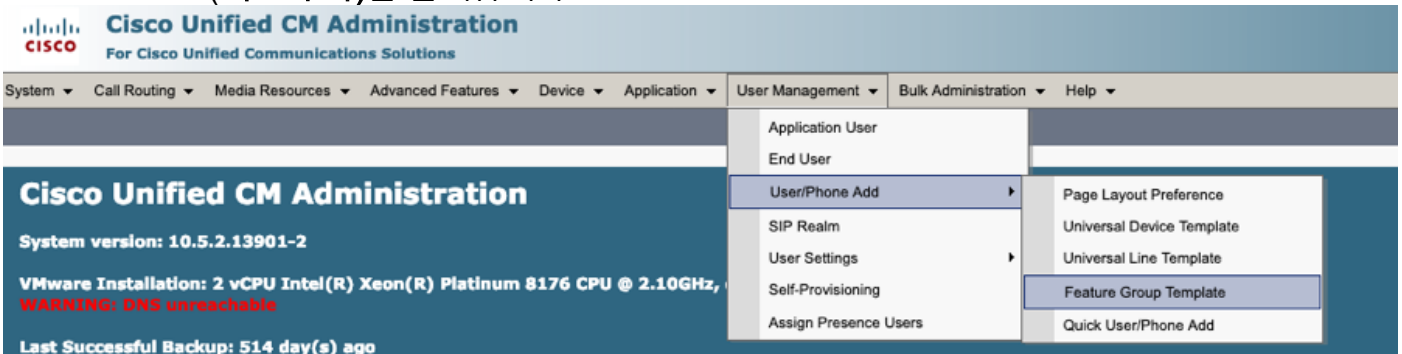 Cisco Unified CM Administration
CISCO
For Cisco Unified Communications Solutions
System Call Routing Media Resources Advanced Features Device Application User Management Bulk Administration Help
Application User
End User
User/Phone Add
SIP Realm
User Settings
Self-Provisioning
Assign Presence Users
Page Layout Preference
Universal Device Template
Universal Line Template
Feature Group Template
Quick User/Phone Add
Cisco Unified CM Administration
System version: 10.5.2.13901-2
VMware Installation: 2 vCPU Intel(R) Xeon(R) Platinum 8176 CPU @ 2.10GHz,
WARNING: DNS unreachable
Last Successful Backup: 514 day(s) ago